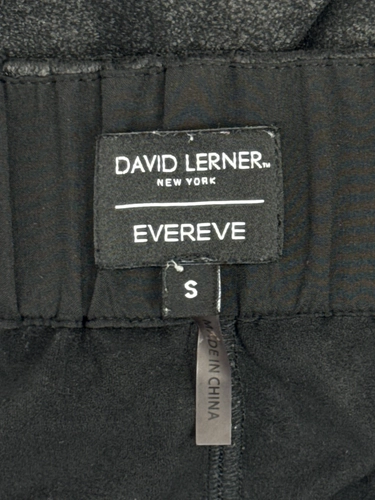 DAVID LERNER™
NEW YORK
EVEREVE
S
MADE IN CHINA